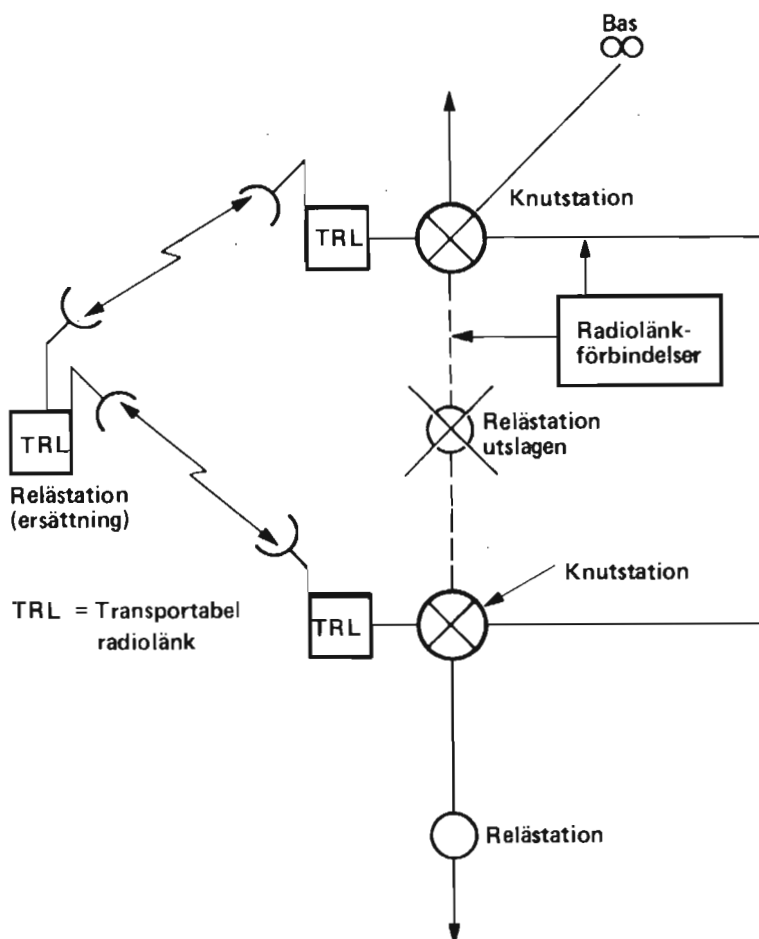 Bas
Knutstation
TRL
Radiolänk-
förbindelser
Relästation
utslagen
TRL
Relästation
(ersättning)
Knutstation
TRL = Transportabel
radiolänk
TRL
Relästation